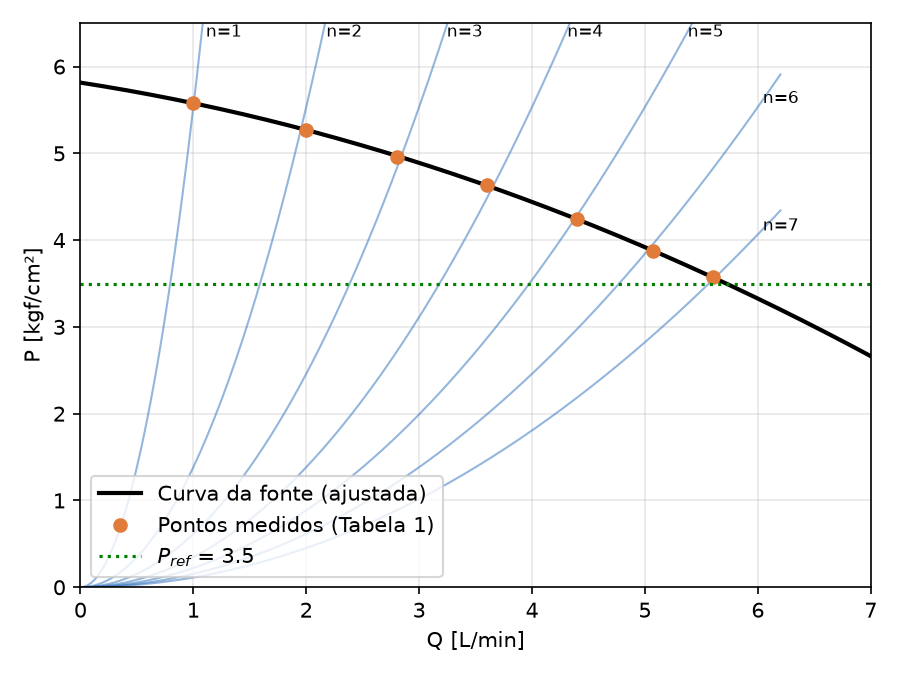 n=1
n=2
n=3
n=4
n=5
n=6
n=7
6
5
4
3
2
1
0
P [kgf/cm²]
Curva da fonte (ajustada)
Pontos medidos (Tabela 1)
P_ref = 3.5
0 1 2 3 4 5 6 7
Q [L/min]